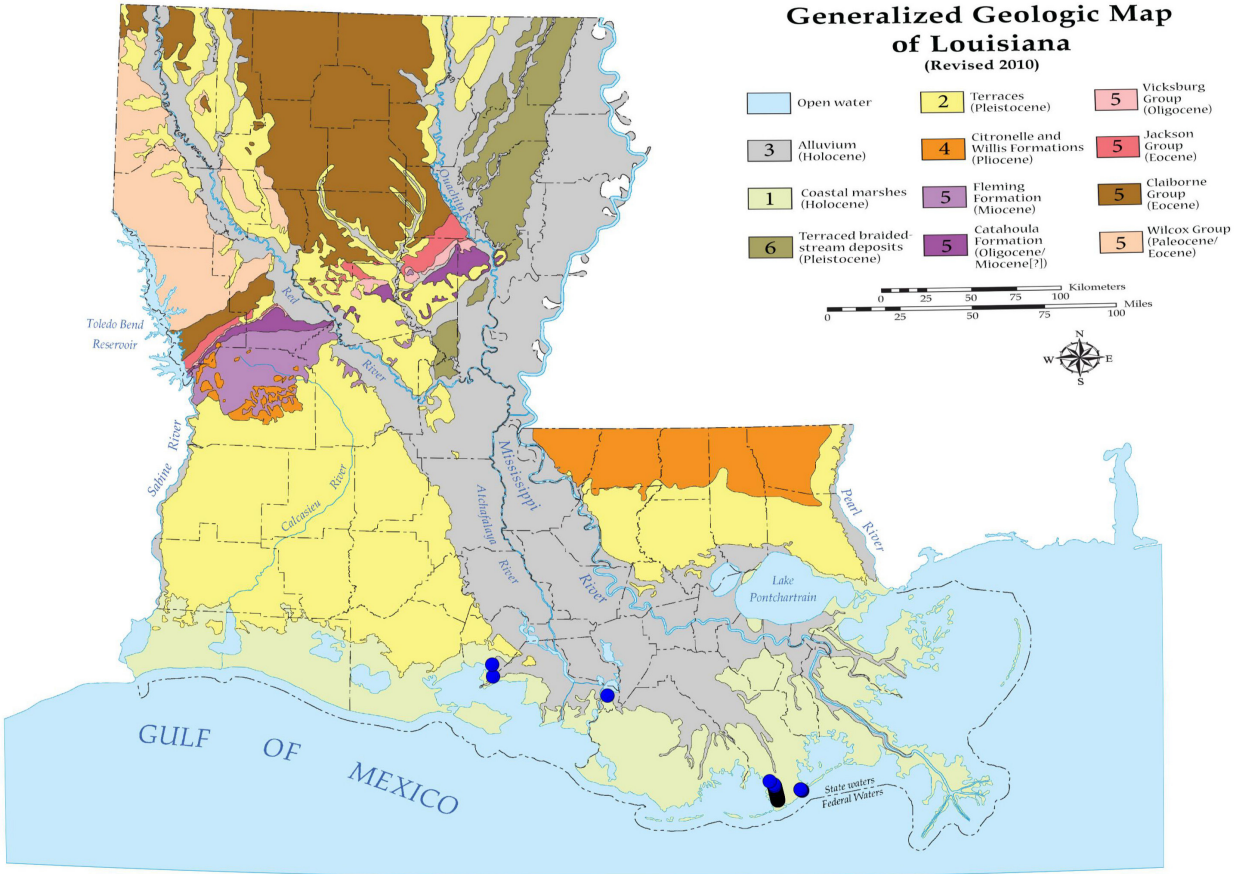 Generalized Geologic Map
of Louisiana
(Revised 2010)
Open water
3
Alluvium
(Holocene)
1
Coastal marshes
(Holocene)
6
Terraced braided-
stream deposits
(Pleistocene)
2
Terraces
(Pleistocene)
4
Citronelle and
Willis Formations
(Pliocene)
5
Fleming
Formation
(Miocene)
5
Catahoula
Formation
(Oligocene/
Miocene[?])
5
Vicksburg
Group
(Oligocene)
5
Jackson
Group
(Eocene)
5
Claiborne
Group
(Eocene)
5
Wilcox Group
(Paleocene/
Eocene)
0 25 50 75 100 Kilometers
0 25 50 75 100 Miles
N
W E
S
Ouachita R.
Red
River
Toledo Bend
Reservoir
Sabine River
Calcasieu
River
Mississippi
River
Atchafalaya
River
Pearl River
Lake
Pontchartrain
GULF OF MEXICO
State waters
Federal Waters